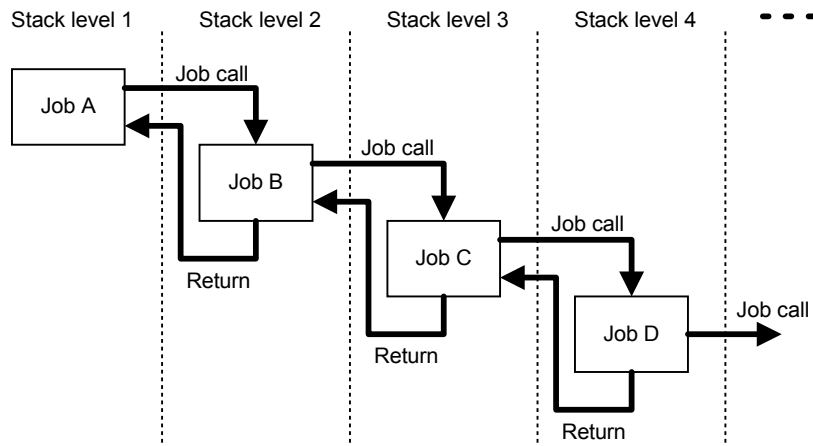 Stack level 1
Stack level 2
Stack level 3
Stack level 4
Job call
Job A
Job call
Job B
Job call
Job C
Return
Job call
Job D
Return
Return